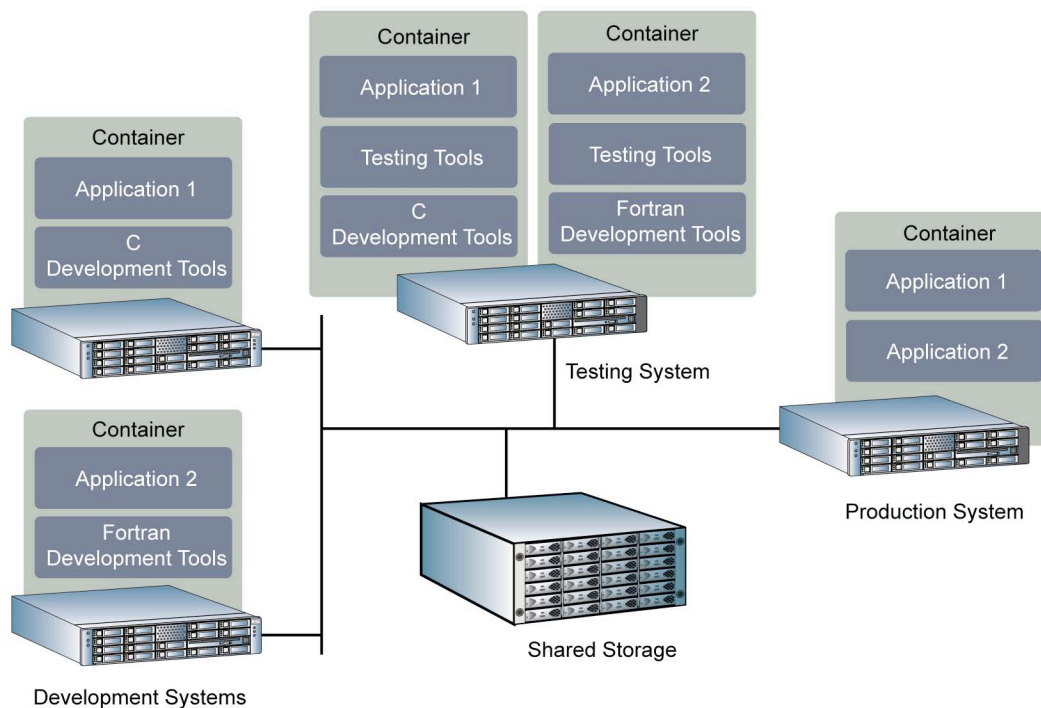 Container
Application 1
C
Development Tools
Container
Application 2
Fortran
Development Tools
Development Systems
Container
Application 1
Testing Tools
C
Development Tools
Container
Application 2
Testing Tools
Fortran
Development Tools
Testing System
Shared Storage
Container
Application 1
Application 2
Production System